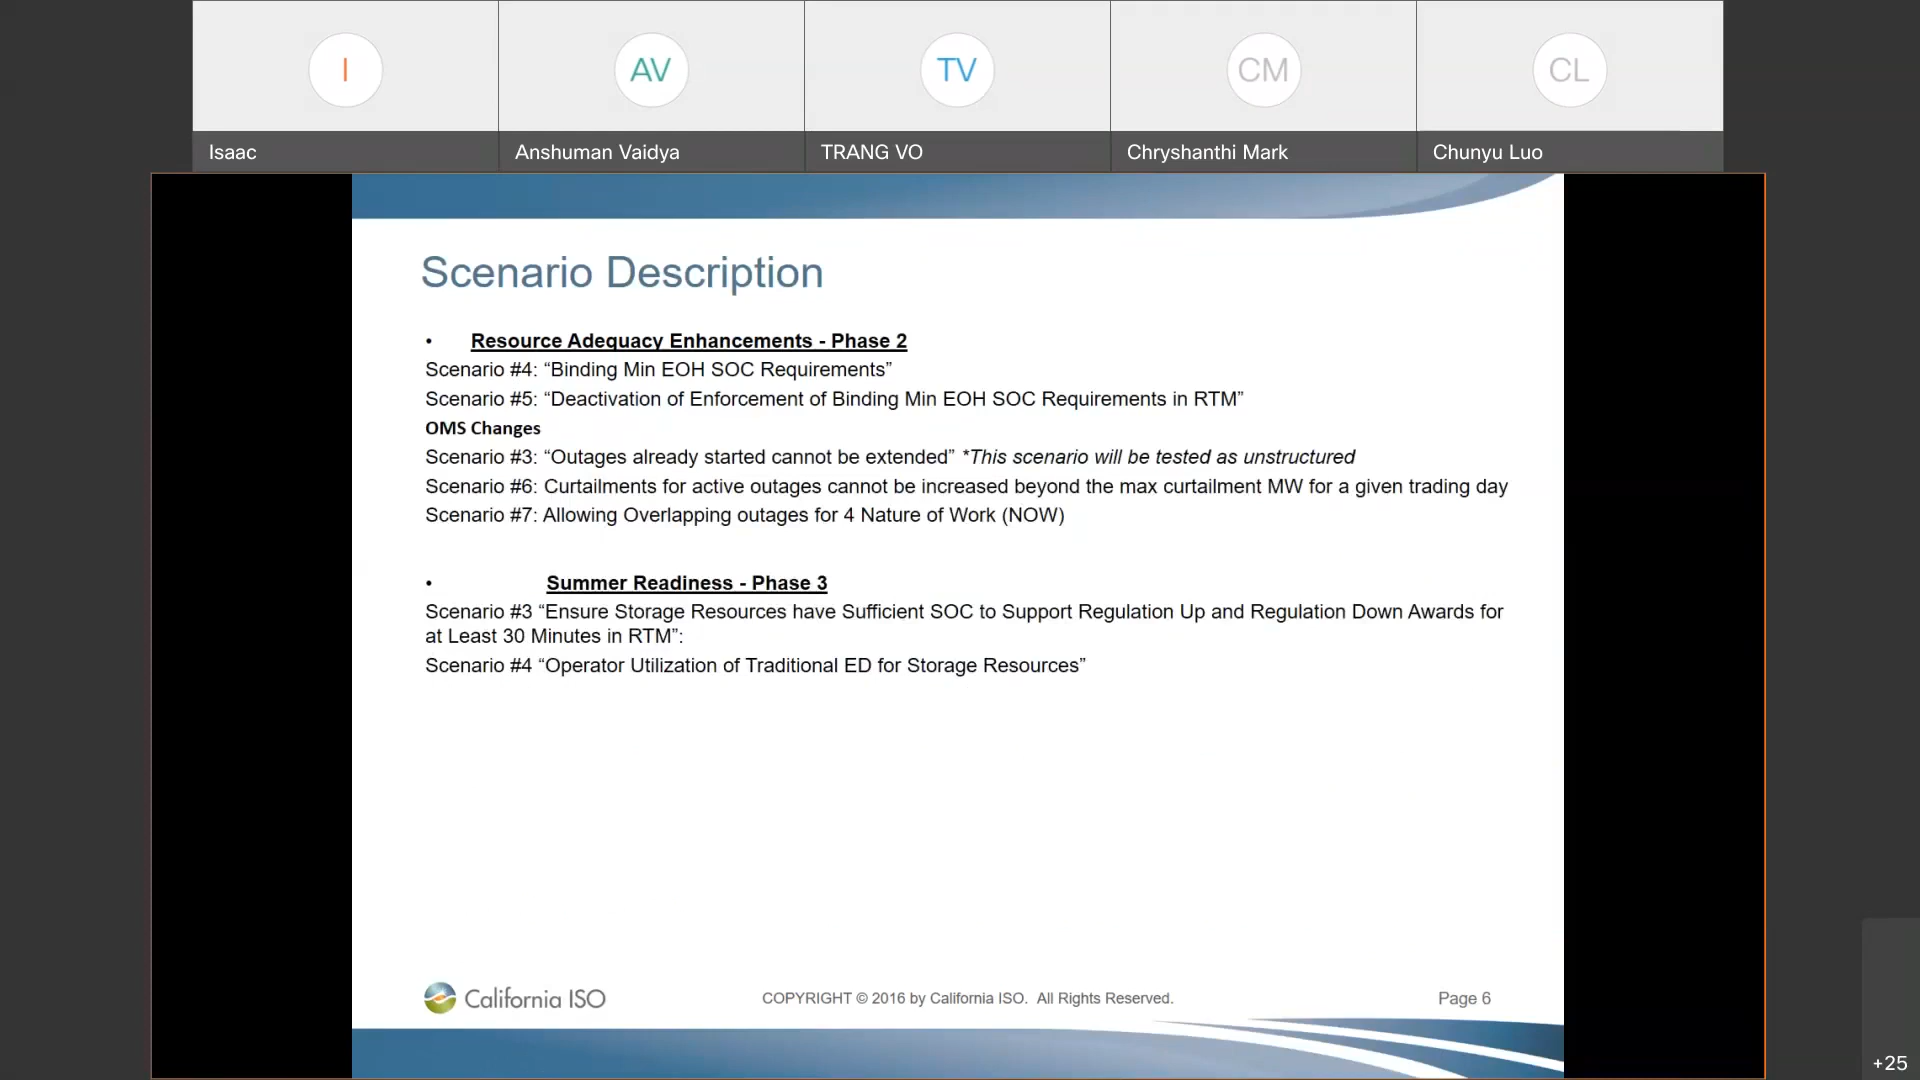 I
AV
TV
CM
CL
Isaac
Anshuman Vaidya
TRANG VO
Chryshanthi Mark
Chunyu Luo
Scenario Description
• Resource Adequacy Enhancements - Phase 2
Scenario #4: “Binding Min EOH SOC Requirements”
Scenario #5: “Deactivation of Enforcement of Binding Min EOH SOC Requirements in RTM”
OMS Changes
Scenario #3: “Outages already started cannot be extended” *This scenario will be tested as unstructured
Scenario #6: Curtailments for active outages cannot be increased beyond the max curtailment MW for a given trading day
Scenario #7: Allowing Overlapping outages for 4 Nature of Work (NOW)
• Summer Readiness - Phase 3
Scenario #3 “Ensure Storage Resources have Sufficient SOC to Support Regulation Up and Regulation Down Awards for
at Least 30 Minutes in RTM”:
Scenario #4 “Operator Utilization of Traditional ED for Storage Resources”
California ISO
COPYRIGHT © 2016 by California ISO. All Rights Reserved.
Page 6
+25